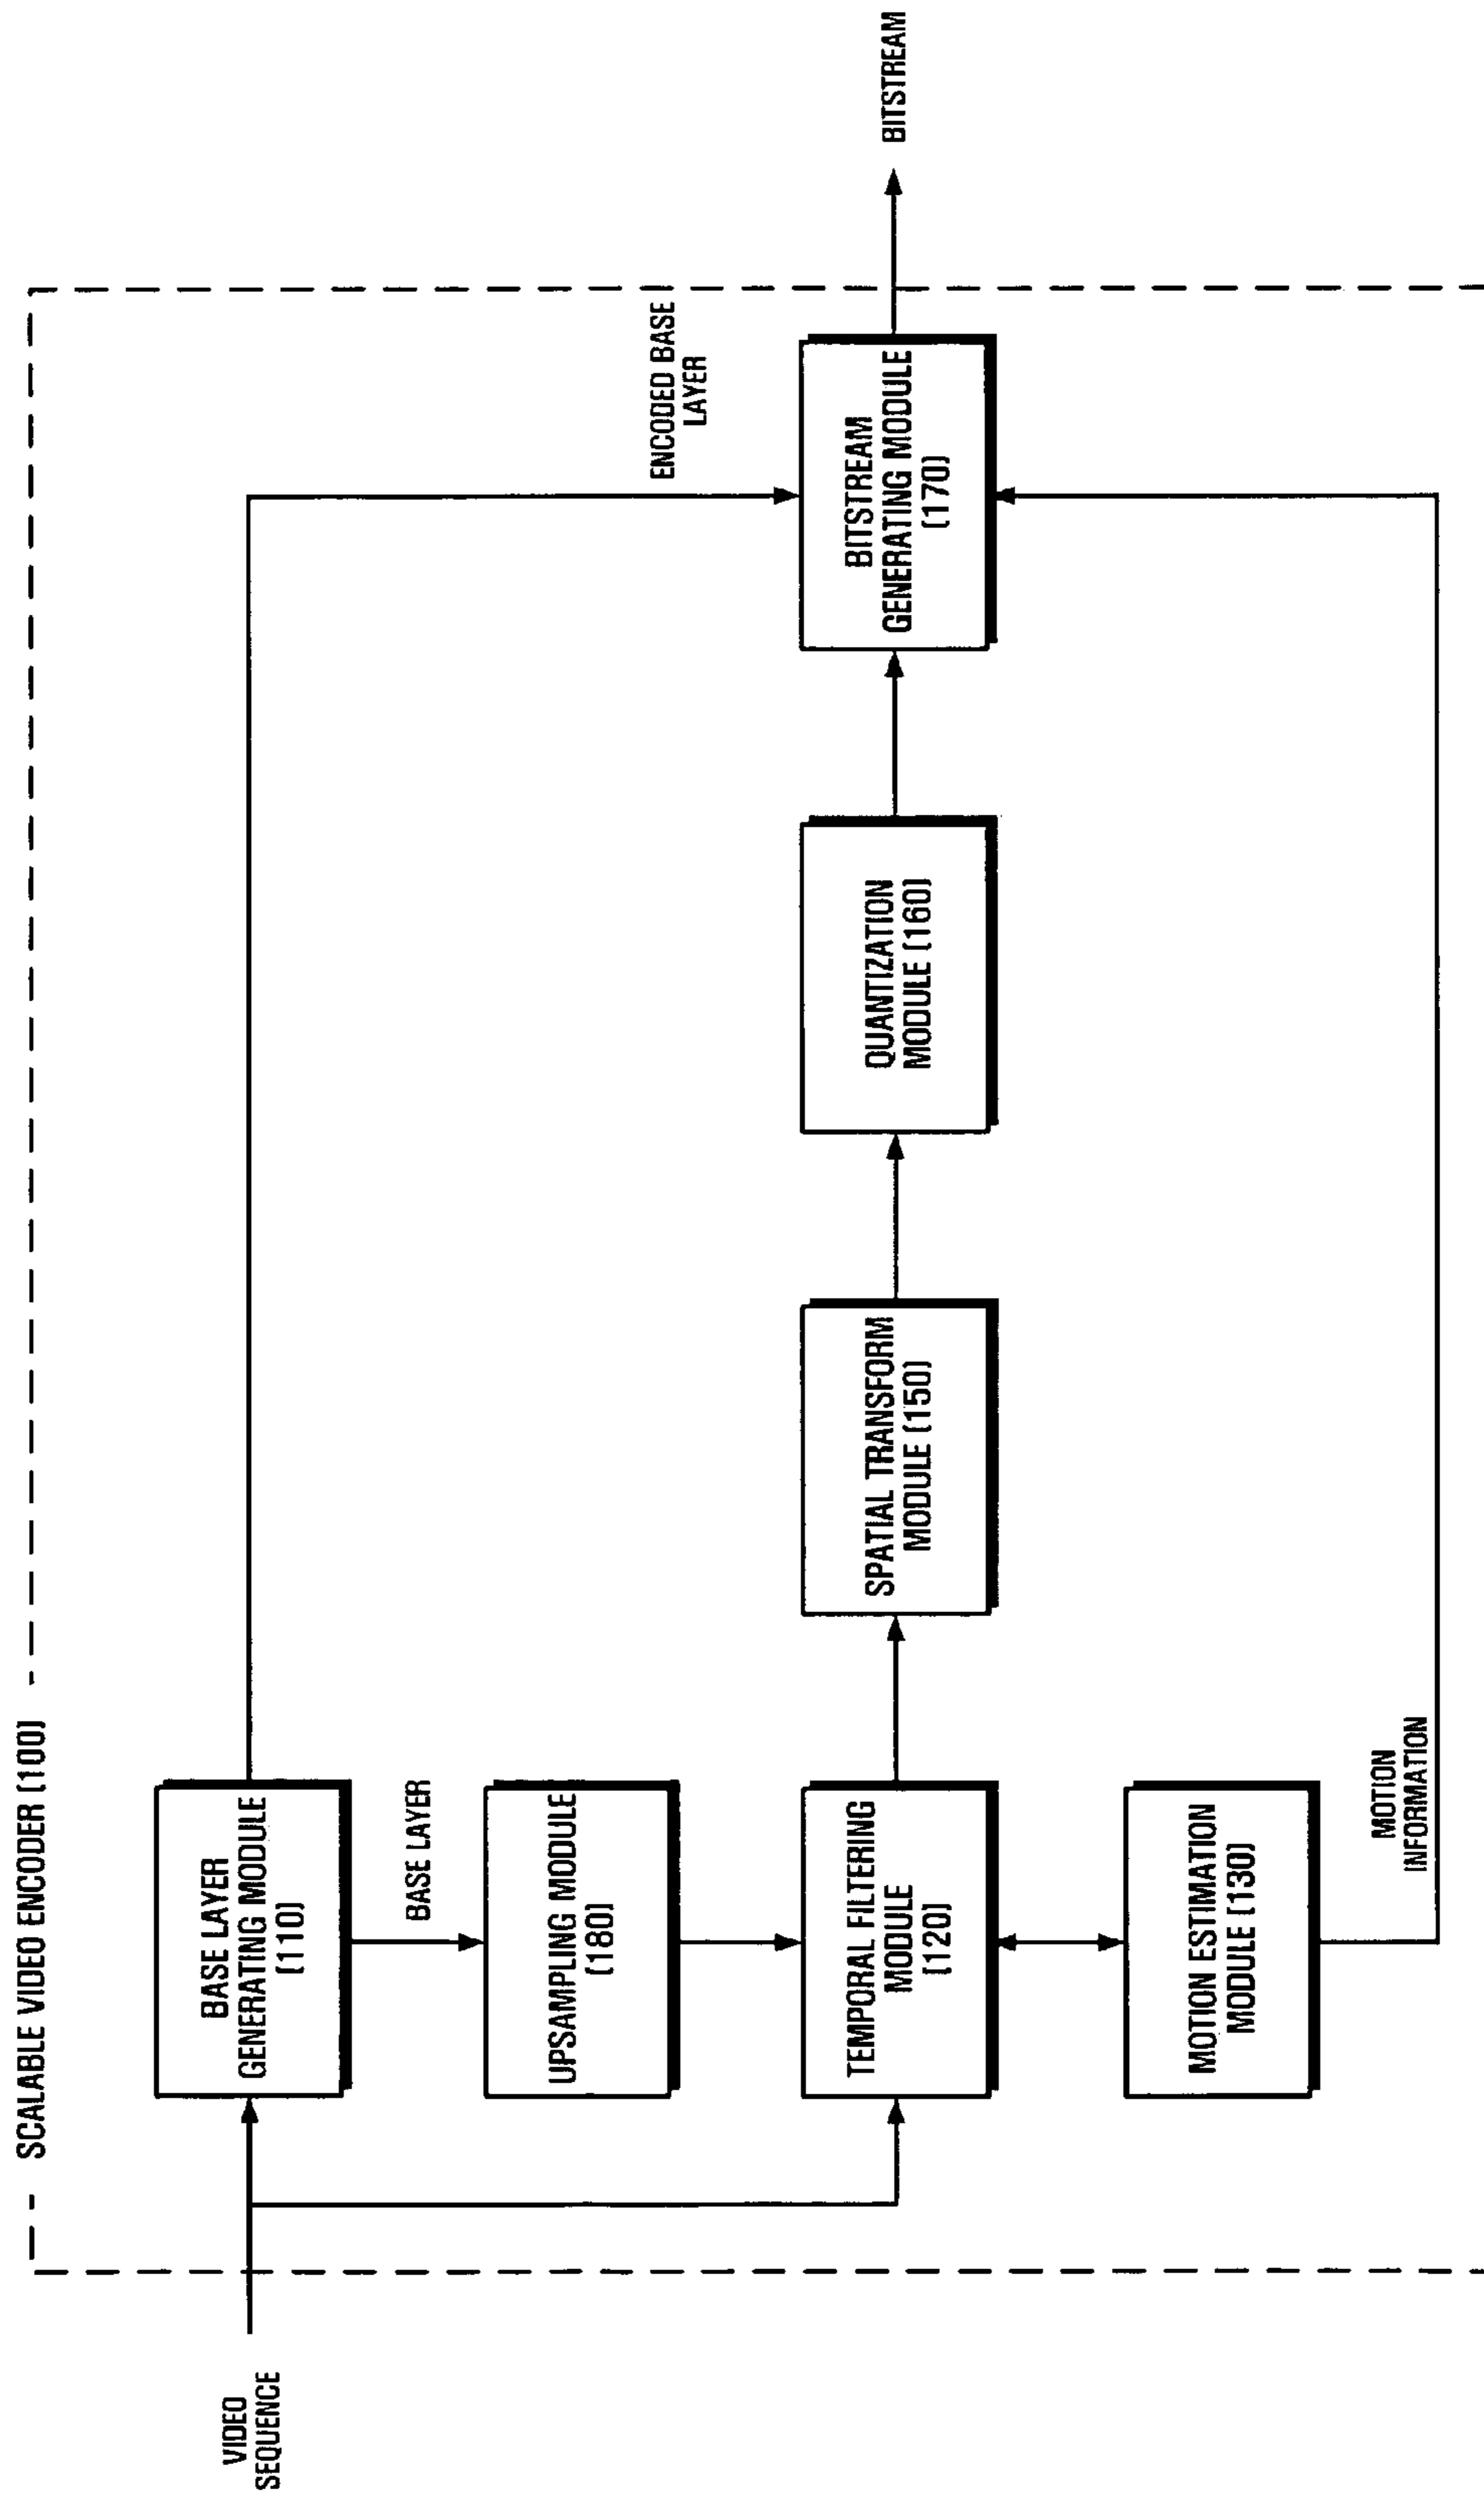 SCALABLE VIDEO ENCODER (100)
VIDEO
SEQUENCE
BASE LAYER
GENERATING MODULE
(110)
BASE LAYER
UPSAMPLING MODULE
(180)
TEMPORAL FILTERING
MODULE
(120)
MOTION ESTIMATION
MODULE (130)
MOTION
INFORMATION
SPATIAL TRANSFORM
MODULE (150)
QUANTIZATION
MODULE (160)
ENCODED BASE
LAYER
BITSTREAM
GENERATING MODULE
(170)
BITSTREAM